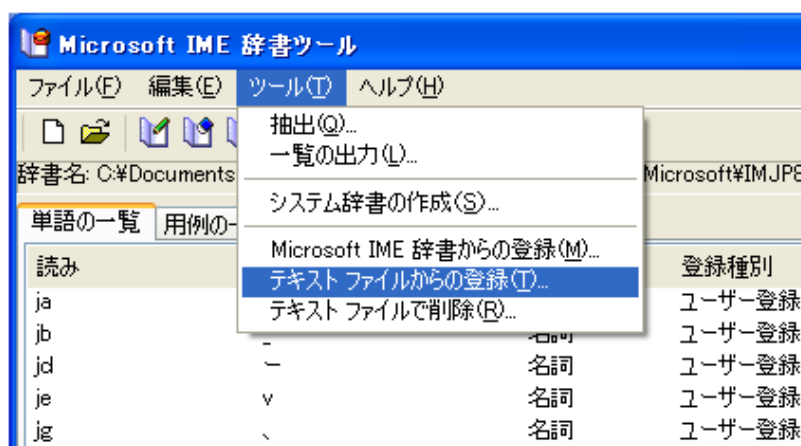 Microsoft IME 辞書ツール
ファイル(F) 編集(E) ツール(T) ヘルプ(H)
抽出(Q)...
一覧の出力(L)...
辞書名: C:¥Documents Microsoft¥IMJP8
システム辞書の作成(S)...
単語の一覧 用例の一
Microsoft IME 辞書からの登録(M)...
読み 登録種別
テキスト ファイルからの登録(T)...
ja ユーザー登録
テキスト ファイルで削除(R)...
jb _ 名詞 ユーザー登録
jd ー 名詞 ユーザー登録
je v 名詞 ユーザー登録
jg 、 名詞 ユーザー登録